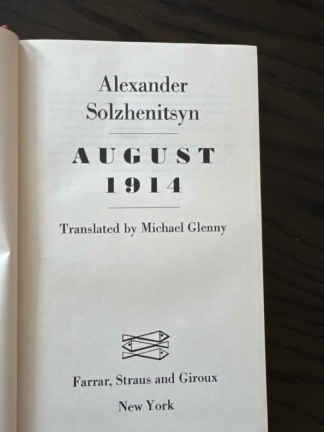 Alexander
Solzhenitsyn
AUGUST
1914
Translated by Michael Glenny
Farrar, Straus and Giroux
New York